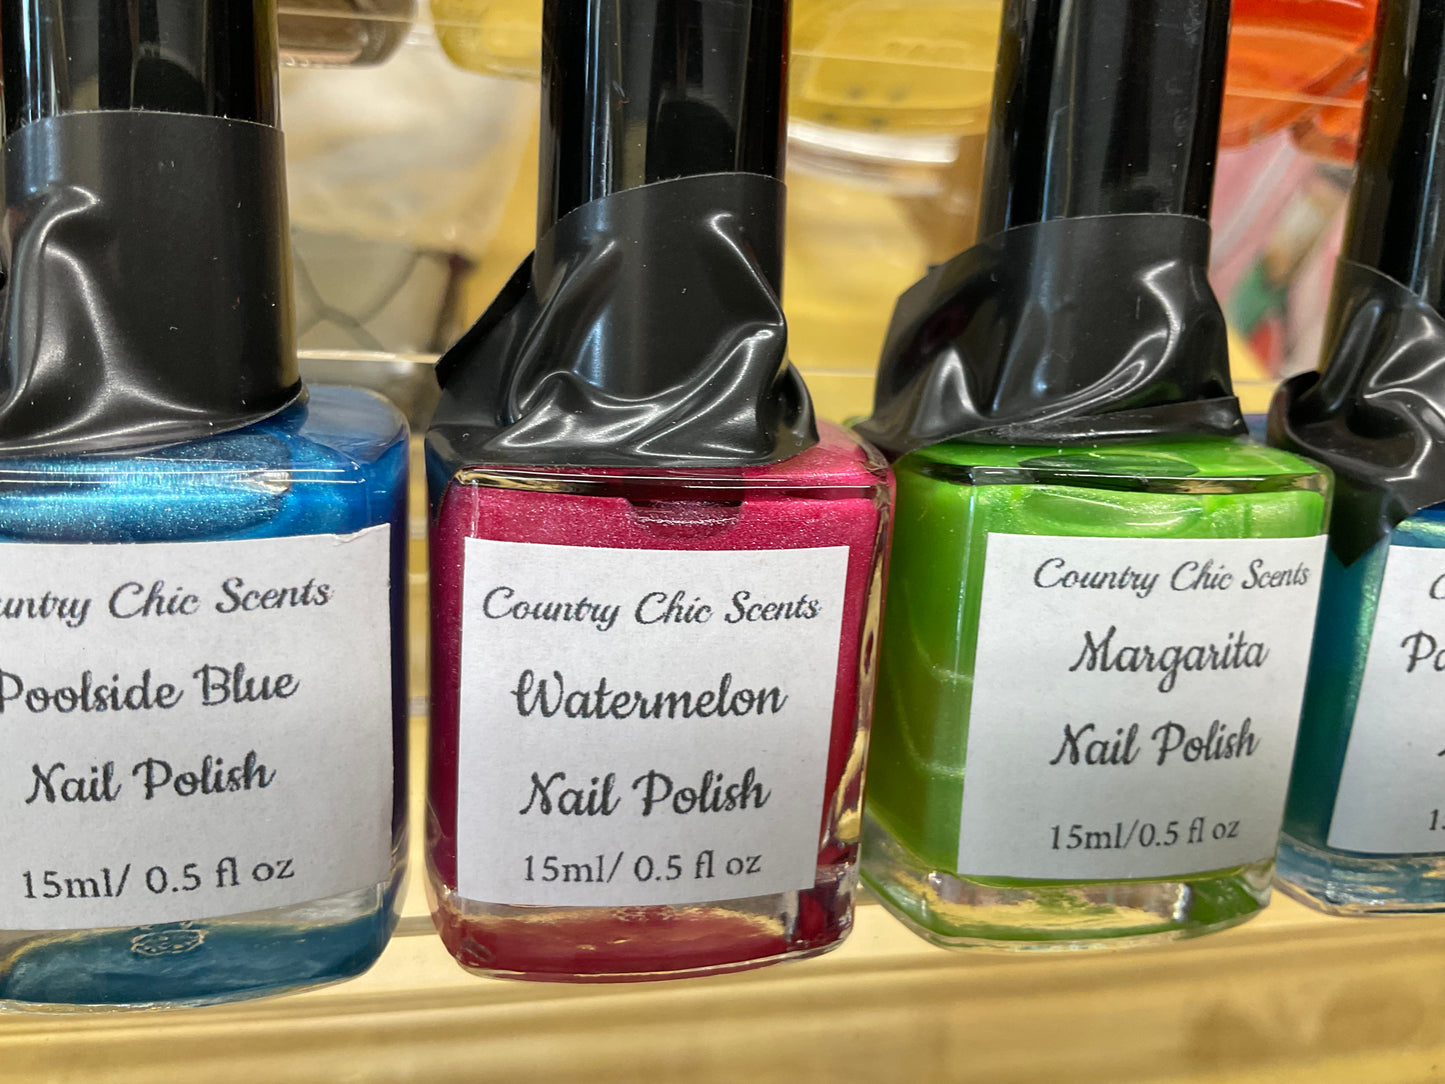 Chic Scents
Poolside Blue
Nail Polish
15ml/ 0.5 fl oz
Country Chic Scents
Watermelon
Nail Polish
15ml/ 0.5 fl oz
Country Chic Scents
Margarita
Nail Polish
15ml/0.5 fl oz